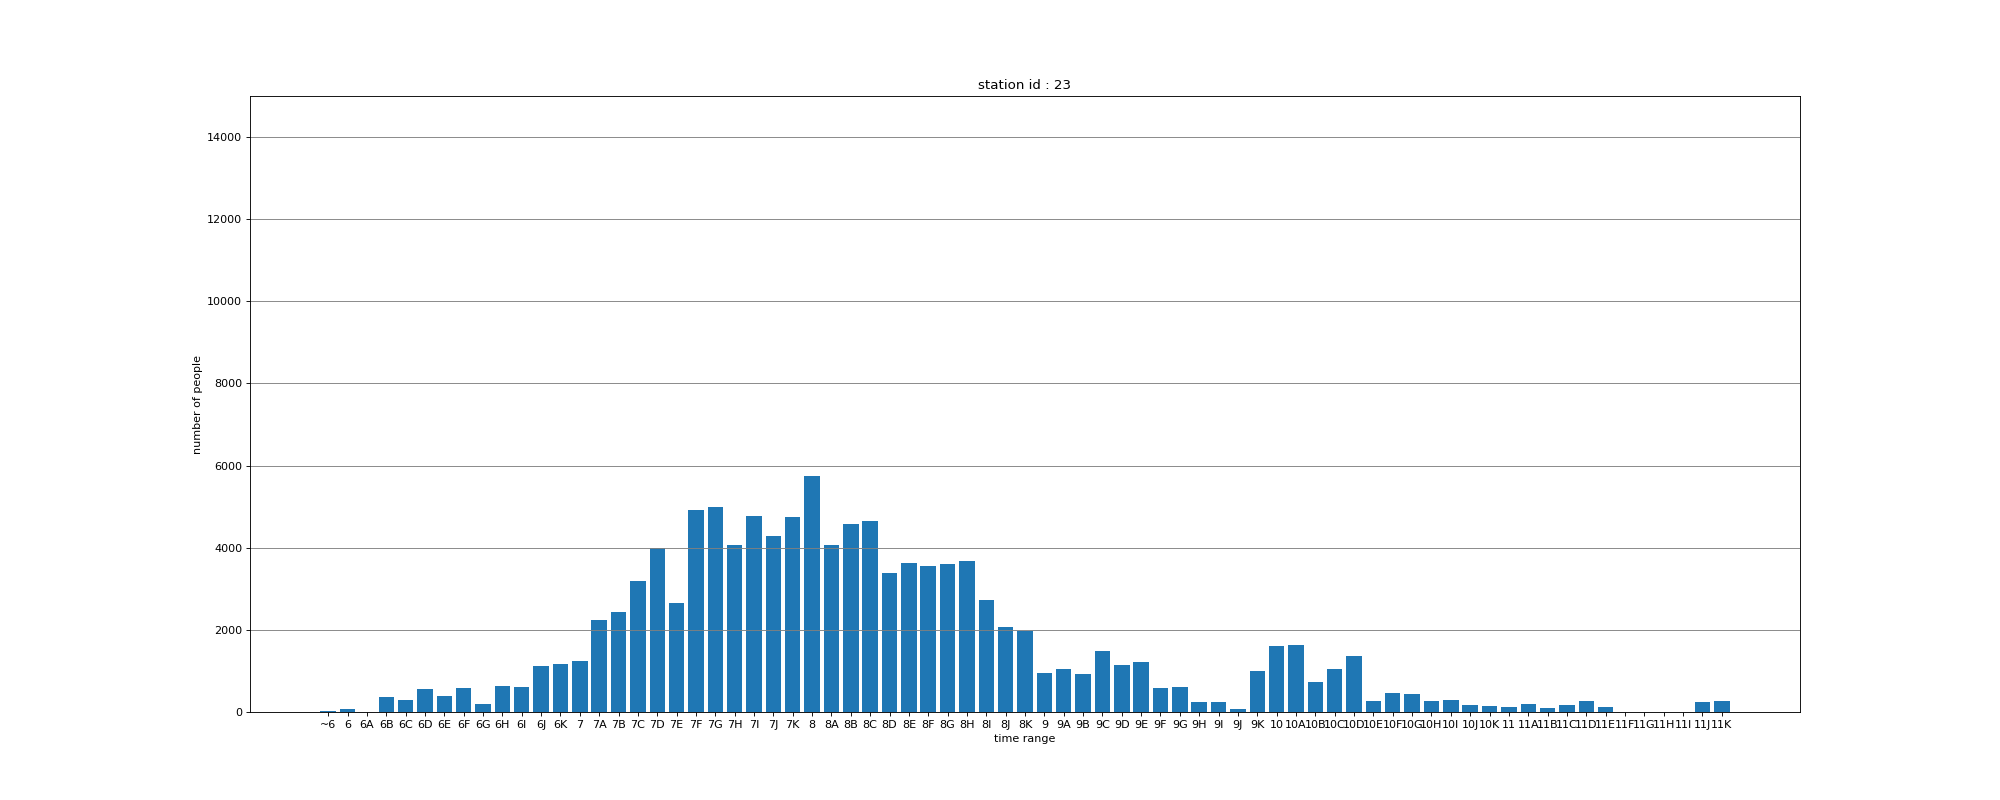 station id : 23
14000
12000
10000
8000
6000
4000
2000
0
number of people
~6 6 6A 6B 6C 6D 6E 6F 6G 6H 6I 6J 6K 7 7A 7B 7C 7D 7E 7F 7G 7H 7I 7J 7K 8 8A 8B 8C 8D 8E 8F 8G 8H 8I 8J 8K 9 9A 9B 9C 9D 9E 9F 9G 9H 9I 9J 9K 10 10A 10B 10C 10D 10E 10F 10G 10H 10I 10J 10K 11 11A 11B 11C 11D 11E 11F 11G 11H 11I 11J 11K
time range